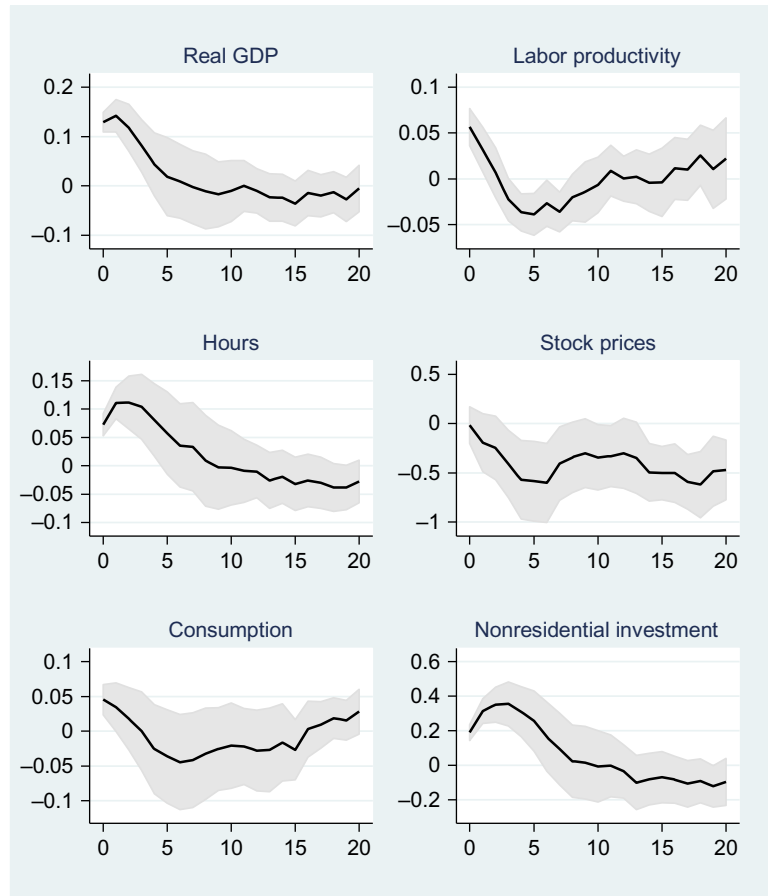 Real GDP
0.2
0.1
0
–0.1
0 5 10 15 20
Labor productivity
0.1
0.05
0
–0.05
0 5 10 15 20
Hours
0.15
0.1
0.05
0
–0.05
–0.1
0 5 10 15 20
Stock prices
0.5
0
–0.5
–1
0 5 10 15 20
Consumption
0.1
0.05
0
–0.05
–0.1
0 5 10 15 20
Nonresidential investment
0.6
0.4
0.2
0
–0.2
0 5 10 15 20